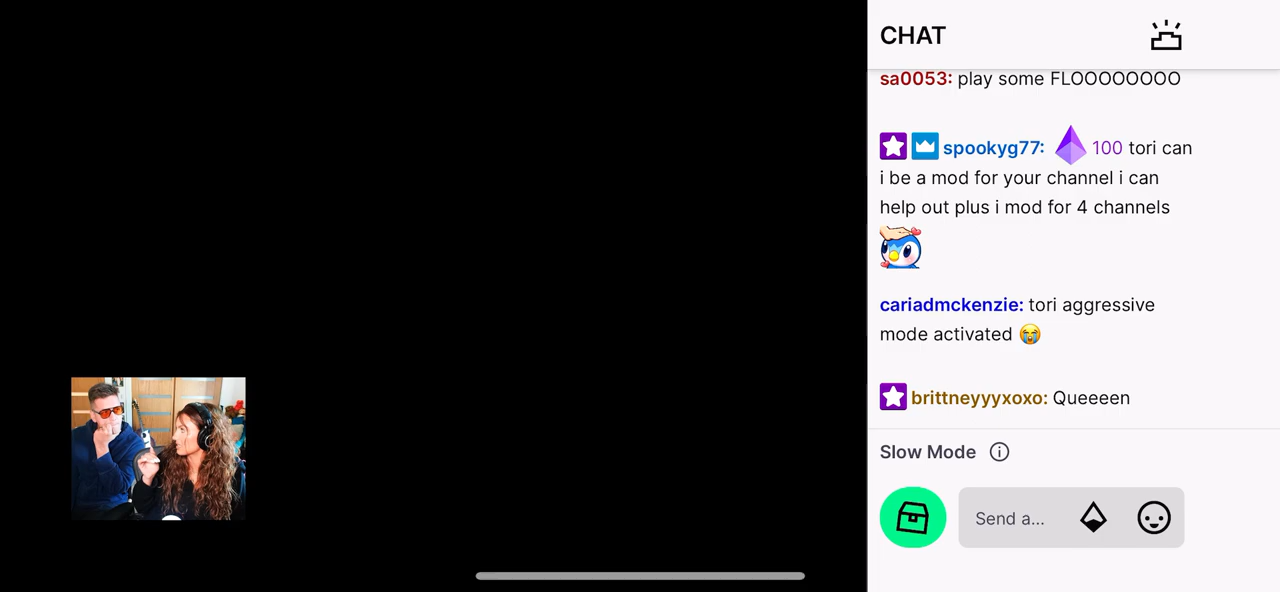 CHAT
sa0053: play some FLOOOOOOOO
spookyg77: 100 tori can
i be a mod for your channel i can
help out plus i mod for 4 channels
cariadmckenzie: tori aggressive
mode activated 😭
brittneyyyxoxo: Queeeen
Slow Mode
Send a...